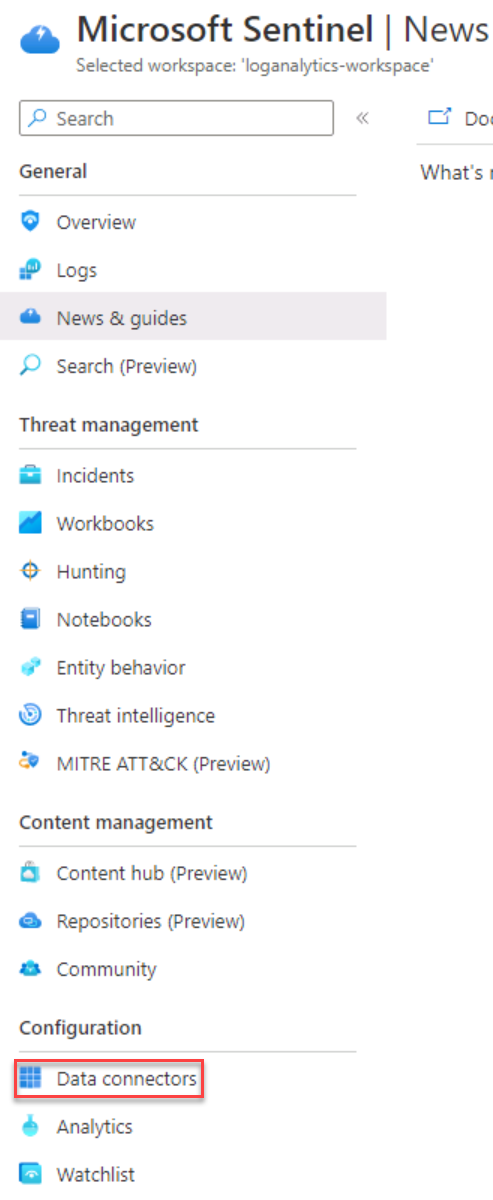 Microsoft Sentinel | News
Selected workspace: 'loganalytics-workspace'
Search
«
Doc
What's
General
Overview
Logs
News & guides
Search (Preview)
Threat management
Incidents
Workbooks
Hunting
Notebooks
Entity behavior
Threat intelligence
MITRE ATT&CK (Preview)
Content management
Content hub (Preview)
Repositories (Preview)
Community
Configuration
Data connectors
Analytics
Watchlist